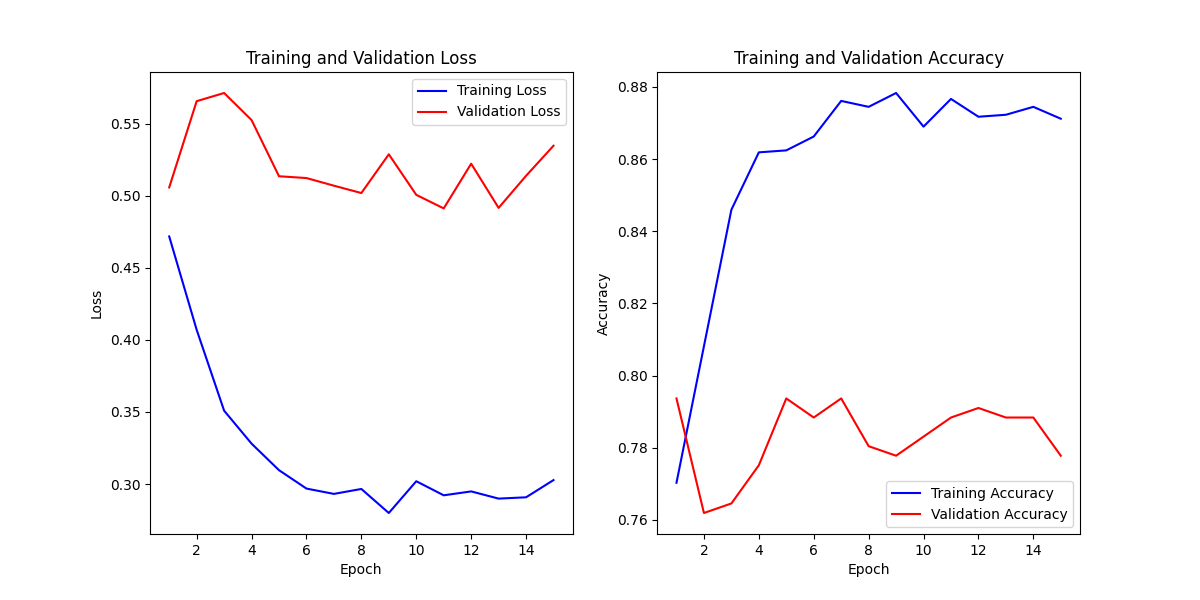 Training and Validation Loss
Training Loss
Validation Loss
0.55
0.50
0.45
0.40
0.35
0.30
Loss
2 4 6 8 10 12 14
Epoch
Training and Validation Accuracy
0.88
0.86
0.84
0.82
0.80
0.78
0.76
Accuracy
Training Accuracy
Validation Accuracy
2 4 6 8 10 12 14
Epoch